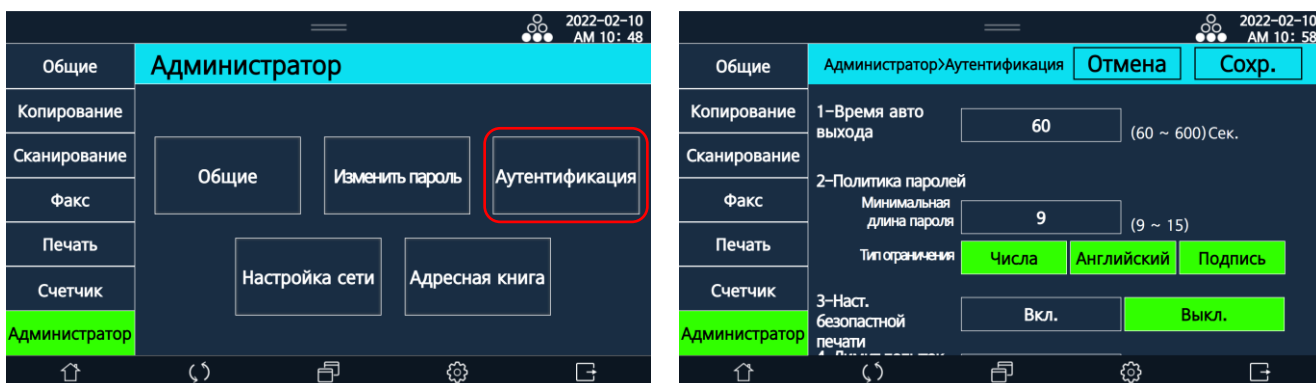 2022-02-10
AM 10: 48
Общие
Администратор
Копирование
Сканирование
Факс
Печать
Счетчик
Администратор
Общие
Изменить пароль
Аутентификация
Настройка сети
Адресная книга
2022-02-10
AM 10: 58
Общие
Администратор>Аутентификация
Отмена
Сохр.
Копирование
Сканирование
Факс
Печать
Счетчик
Администратор
1-Время авто
выхода
60
(60 ~ 600)Сек.
2-Политика паролей
Минимальная
длина пароля
9
(9 ~ 15)
Тип ограничения
Числа
Английский
Подпись
3-Наст.
безопастной
печати
Вкл.
Выкл.